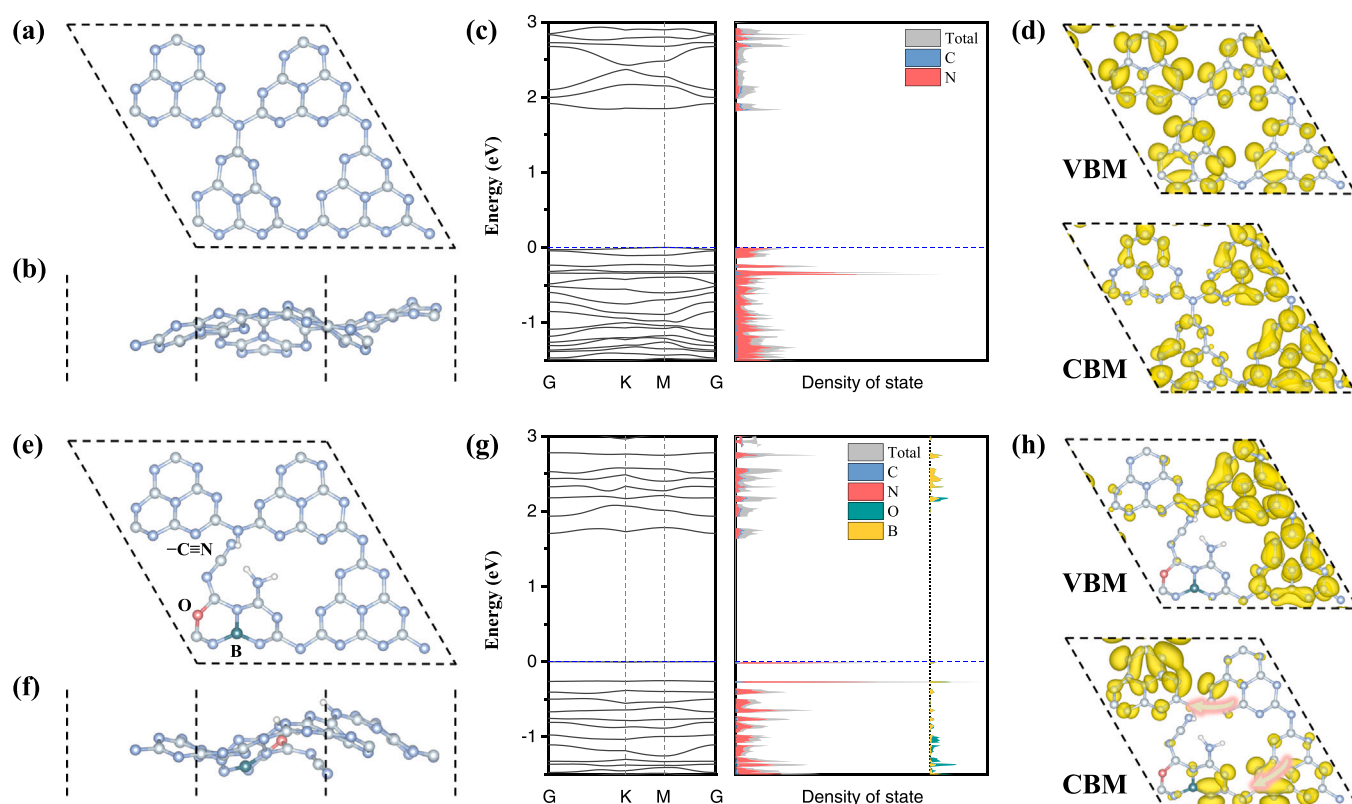 (a)
(b)
(c)
3
2
1
0
-1
Energy (eV)
G K M G
Total
C
N
Density of state
(d)
VBM
CBM
(e)
−C≡N
O
B
(f)
(g)
3
2
1
0
-1
Energy (eV)
G K M G
Total
C
N
O
B
Density of state
(h)
VBM
CBM